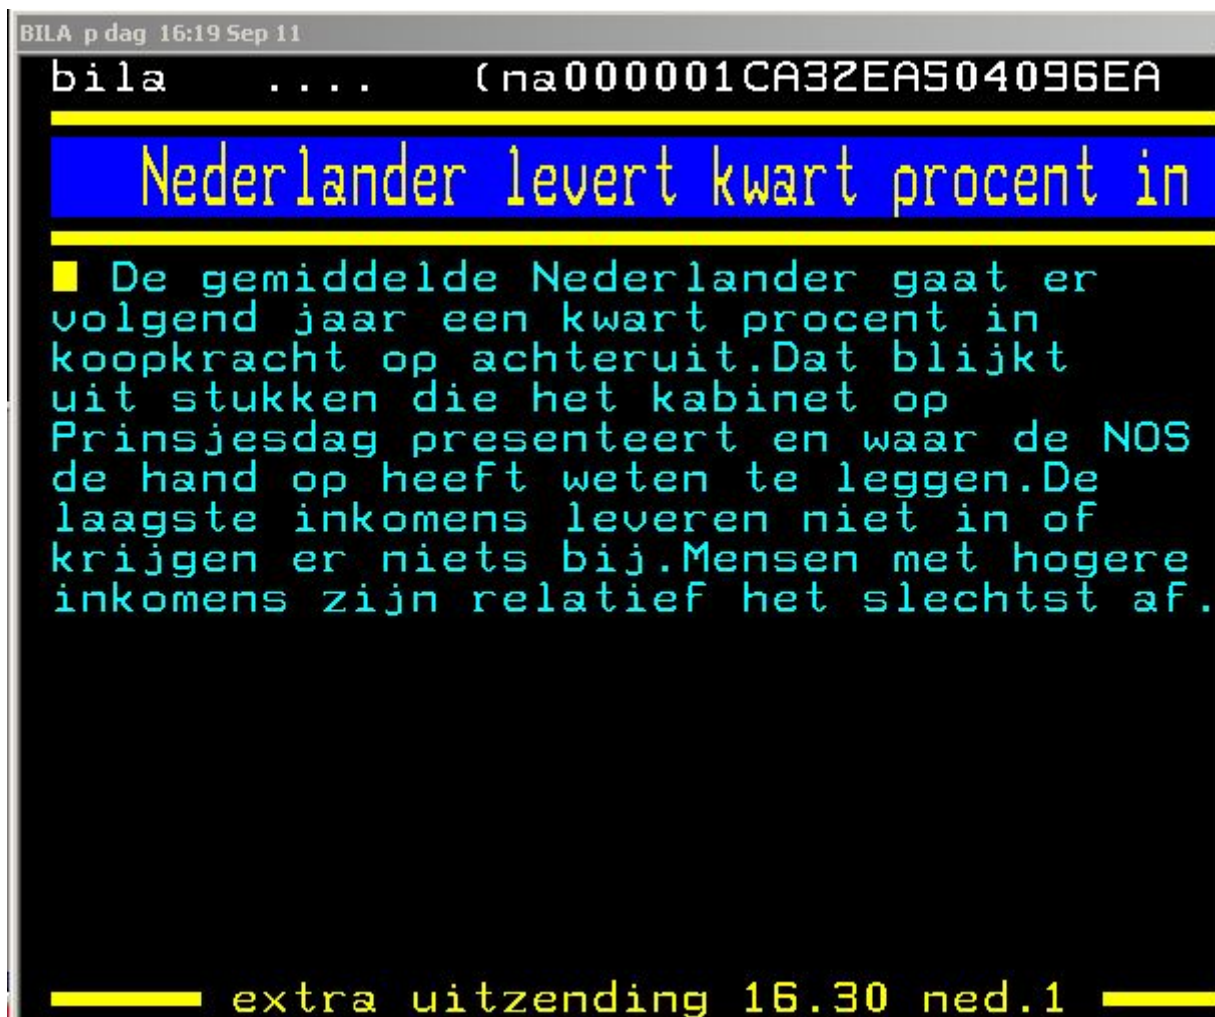 BILA p dag 16:19 Sep 11
bila .... (na000001CA32EA504096EA
Nederlander levert kwart procent in
De gemiddelde Nederlander gaat er
volgend jaar een kwart procent in
koopkracht op achteruit.Dat blijkt
uit stukken die het kabinet op
Prinsjesdag presenteert en waar de NOS
de hand op heeft weten te leggen.De
laagste inkomens leveren niet in of
krijgen er niets bij.Mensen met hogere
inkomens zijn relatief het slechtst af.
extra uitzending 16.30 ned.1